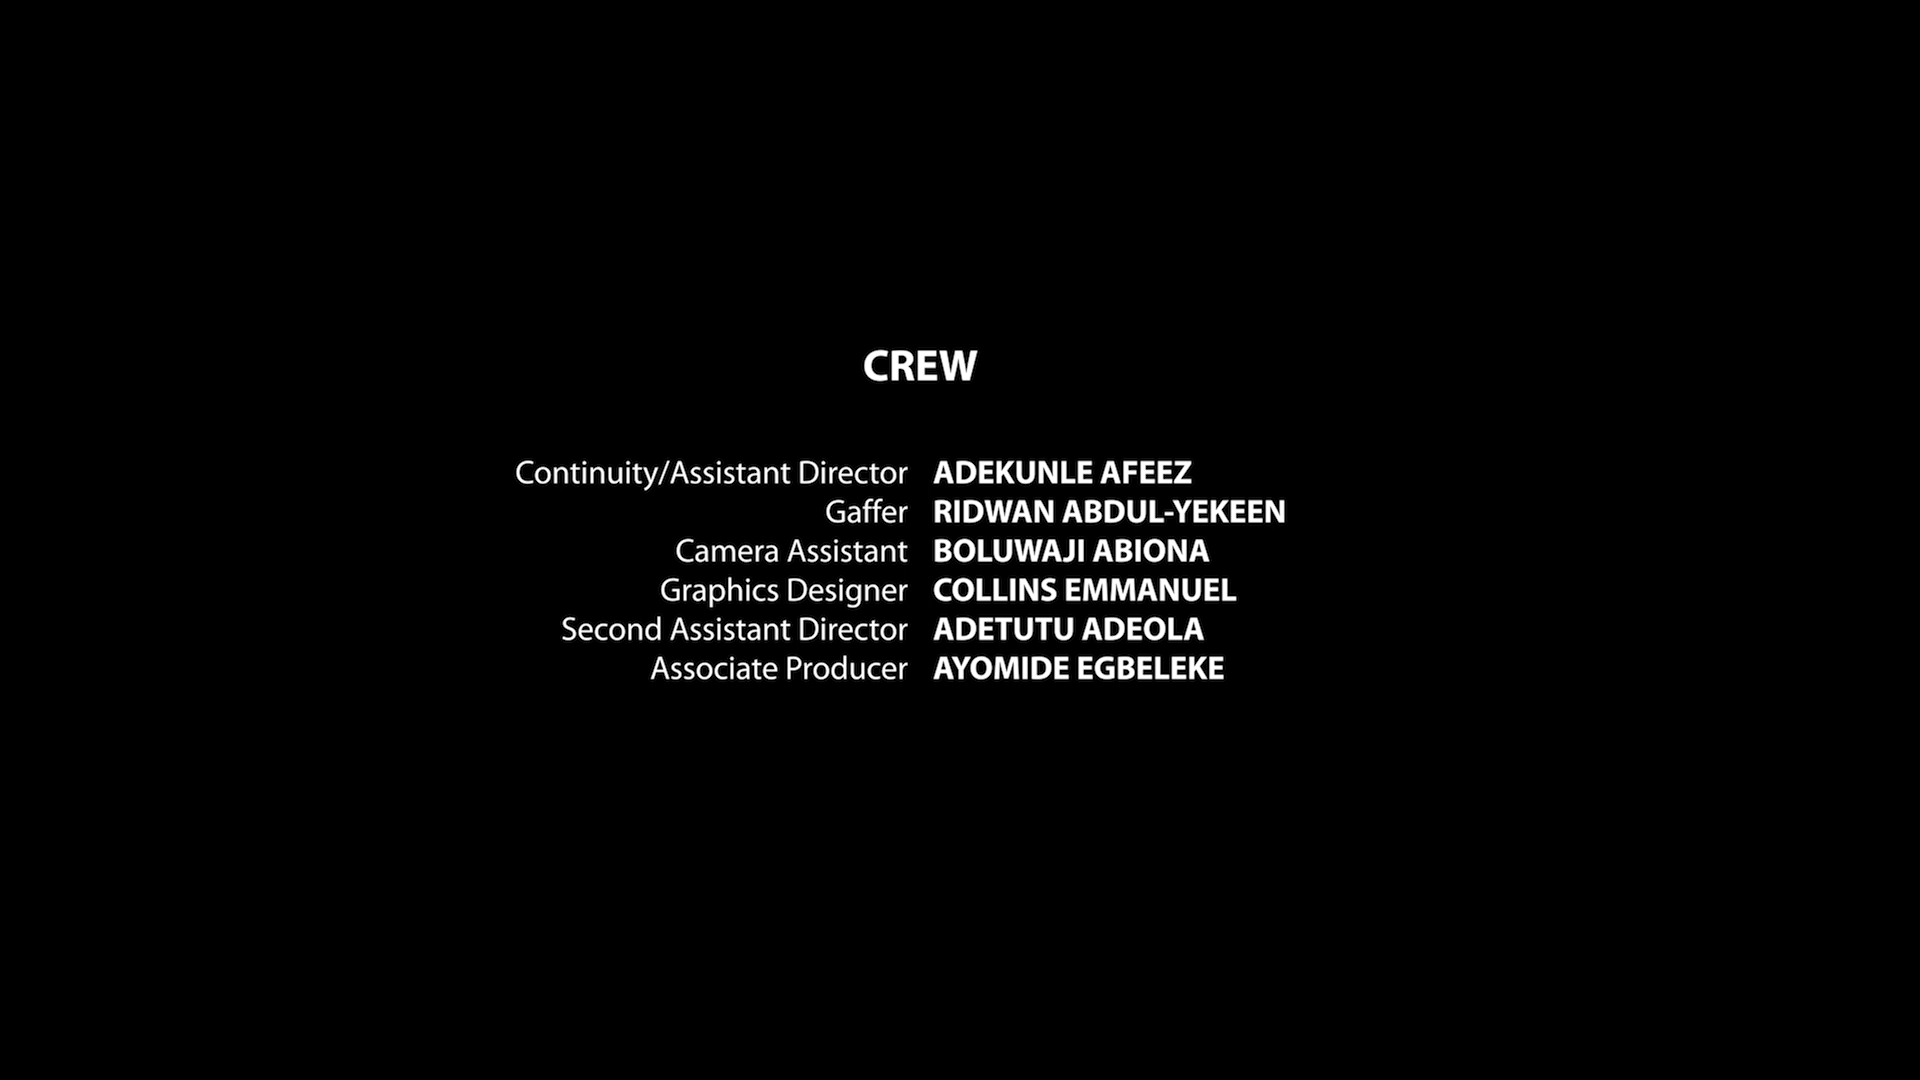 CREW
Continuity/Assistant Director ADEKUNLE AFEEZ
Gaffer RIDWAN ABDUL-YEKEEN
Camera Assistant BOLUWAJI ABIONA
Graphics Designer COLLINS EMMANUEL
Second Assistant Director ADETUTU ADEOLA
Associate Producer AYOMIDE EGBELEKE